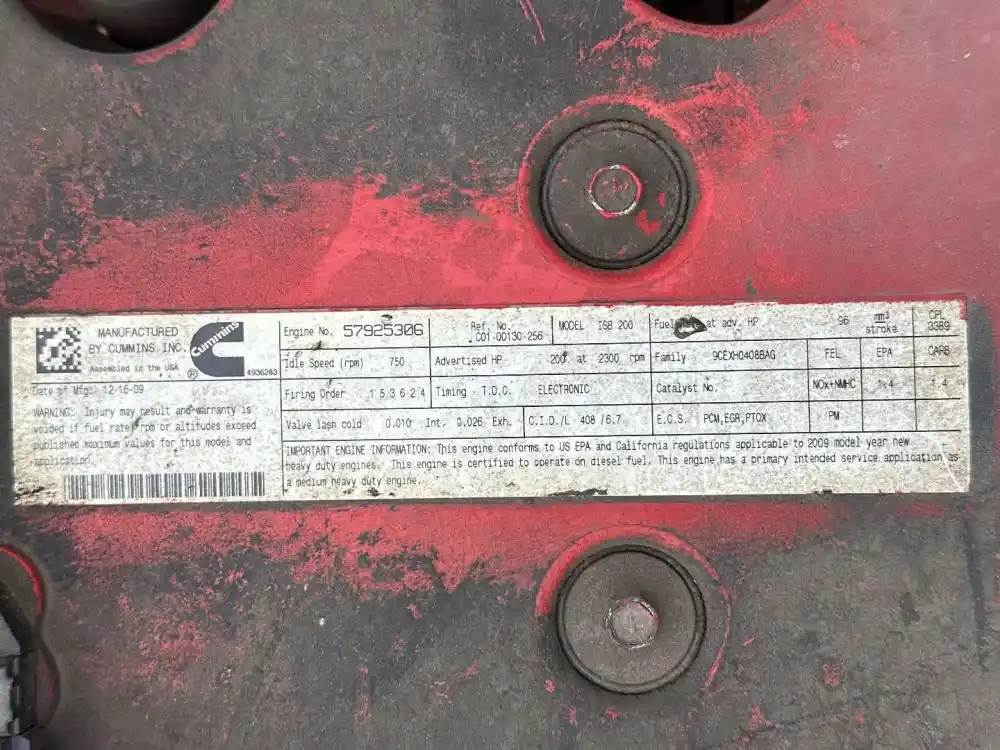 MANUFACTURED
BY CUMMINS INC.
Assembled in the USA
®
Cummins
4936283
Date of Mfg. 12-16-09
WARNING: Injury may result and warranty is
voided if fuel rate rpm or altitudes exceed
published maximum values for this model and
application.
Engine No. 57925306
Ref. No.
C01-00130-256
MODEL ISB 200
Fuel at adv. HP 96 mm³
stroke
CPL
3389
Idle Speed (rpm) 750
Advertised HP 200 at 2300 rpm
Family 9CEXH0408BAG
FEL EPA CARB
Firing Order 1 5 3 6 2 4
Timing - T.D.C. ELECTRONIC
Catalyst No.
NOx+NMHC 1.4 1.4
Valve lash cold 0.010 Int. 0.026 Exh.
C.I.D./L 408 /6.7
E.C.S. PCM,EGR,PTOX
PM
IMPORTANT ENGINE INFORMATION: This engine conforms to US EPA and California regulations applicable to 2009 model year new
heavy duty engines. This engine is certified to operate on diesel fuel. This engine has a primary intended service application as
a medium heavy duty engine.